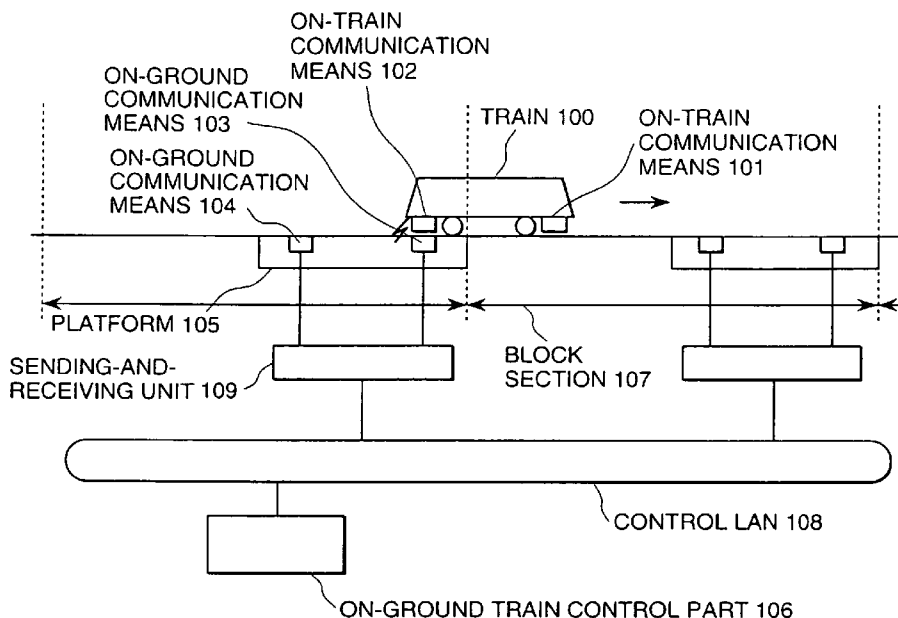 ON-TRAIN
COMMUNICATION
MEANS 102
ON-GROUND
COMMUNICATION
MEANS 103
TRAIN 100
ON-TRAIN
COMMUNICATION
MEANS 101
ON-GROUND
COMMUNICATION
MEANS 104
PLATFORM 105
SENDING-AND-
RECEIVING UNIT 109
BLOCK
SECTION 107
CONTROL LAN 108
ON-GROUND TRAIN CONTROL PART 106